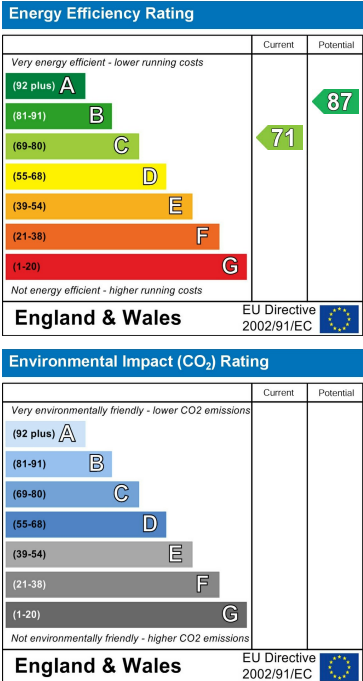 Energy Efficiency Rating
Current Potential
Very energy efficient - lower running costs
(92 plus) A
(81-91) B
(69-80) C
(55-68) D
(39-54) E
(21-38) F
(1-20) G
71
87
Not energy efficient - higher running costs
England & Wales
EU Directive
2002/91/EC
Environmental Impact (CO₂) Rating
Current Potential
Very environmentally friendly - lower CO2 emissions
(92 plus) A
(81-91) B
(69-80) C
(55-68) D
(39-54) E
(21-38) F
(1-20) G
Not environmentally friendly - higher CO2 emissions
England & Wales
EU Directive
2002/91/EC